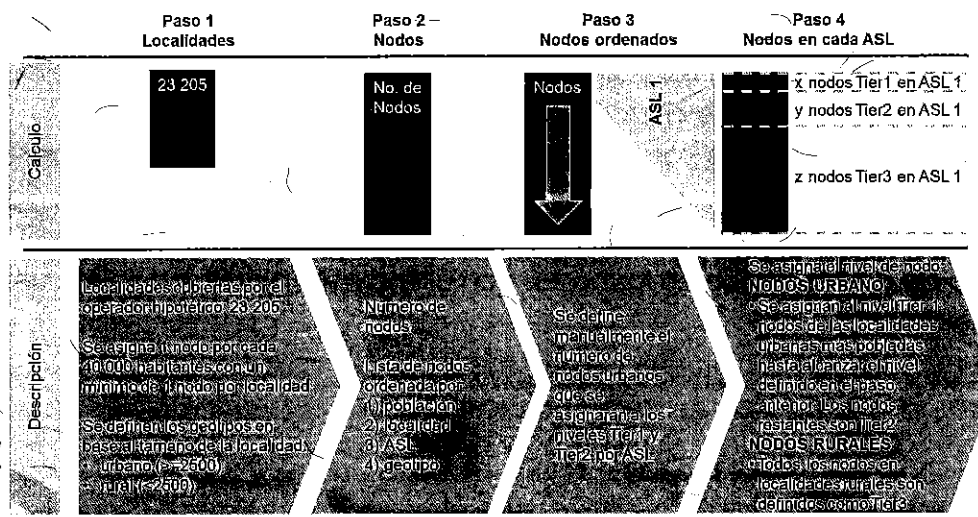 Paso 1
Localidades
Paso 2
Nodos
Paso 3
Nodos ordenados
Paso 4
Nodos en cada ASL
Calculo
23 205
No. de
Nodos
Nodos
ASL 1
x nodos Tier1 en ASL 1
y nodos Tier2 en ASL 1
z nodos Tier3 en ASL 1
Descripción
Localidades cubiertas por el
operador hipotético 23 205
Se asigna 1 nodo por cada
40 000 habitantes con un
mínimo de 1 nodo por localidad
Se definen los geotipos en
base al tameno de la localidad
- urbano (>=2500)
- rural (<2500)
Numero de
nodos
Lista de nodos
ordenada por
1) población
2) localidad
3) ASL
4) geotipo
Se define
manualmente el
numero de
nodos urbanos
que se
asignaran a los
niveles Tier1 y
Tier2 por ASL
Se asigna el nivel de nodo
NODOS URBANO
•Se asignan al nivel Tier 1
nodos de las localidades
urbanas mas pobladas
hasta alcanzar el nivel
definido en el paso
anterior. Los nodos
restantes son Tier2
NODOS RURALES
•Todos los nodos en
localidades rurales son
definidos como Tier3